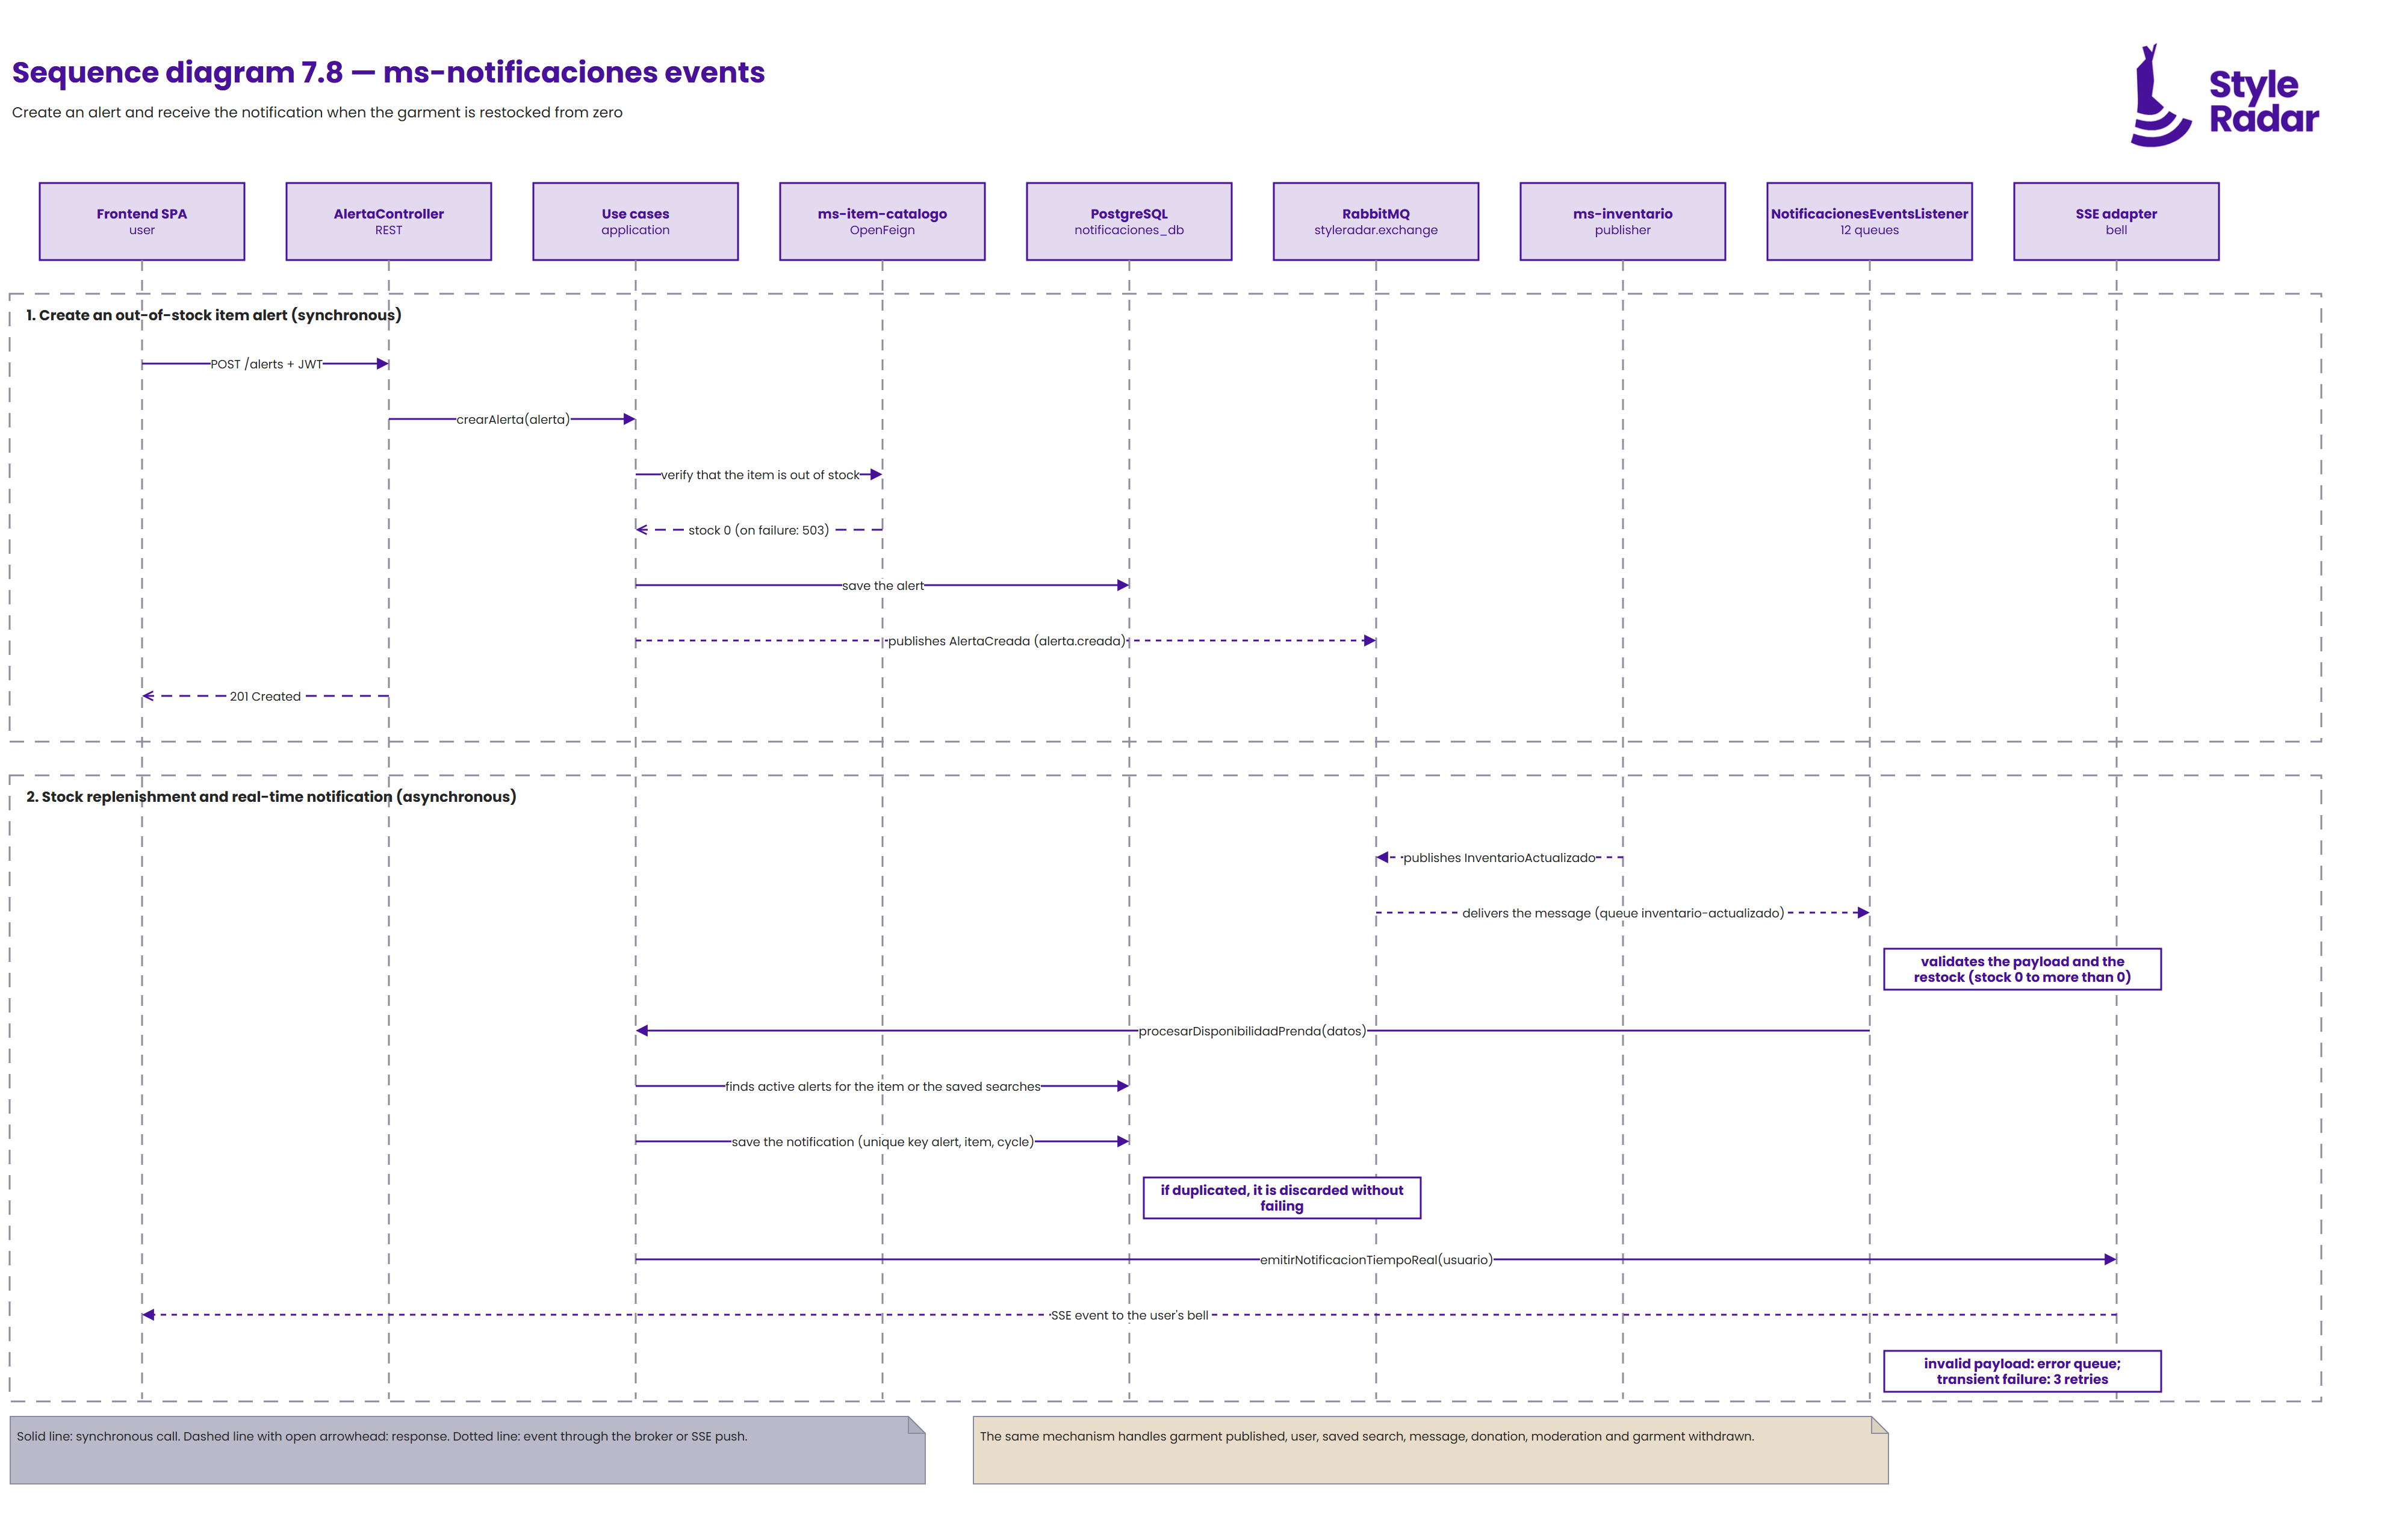 Sequence diagram 7.8 — ms-notificaciones events
Create an alert and receive the notification when the garment is restocked from zero
Style
Radar
Frontend SPA
user
AlertaController
REST
Use cases
application
ms-item-catalogo
OpenFeign
PostgreSQL
notificaciones_db
RabbitMQ
styleradar.exchange
ms-inventario
publisher
NotificacionesEventsListener
12 queues
SSE adapter
bell
1. Create an out-of-stock item alert (synchronous)
POST /alerts + JWT
crearAlerta(alerta)
verify that the item is out of stock
stock 0 (on failure: 503)
save the alert
publishes AlertaCreada (alerta.creada)
201 Created
2. Stock replenishment and real-time notification (asynchronous)
publishes InventarioActualizado
delivers the message (queue inventario-actualizado)
validates the payload and the
restock (stock 0 to more than 0)
procesarDisponibilidadPrenda(datos)
finds active alerts for the item or the saved searches
save the notification (unique key alert, item, cycle)
if duplicated, it is discarded without
failing
emitirNotificacionTiempoReal(usuario)
SSE event to the user's bell
invalid payload: error queue;
transient failure: 3 retries
Solid line: synchronous call. Dashed line with open arrowhead: response. Dotted line: event through the broker or SSE push.
The same mechanism handles garment published, user, saved search, message, donation, moderation and garment withdrawn.